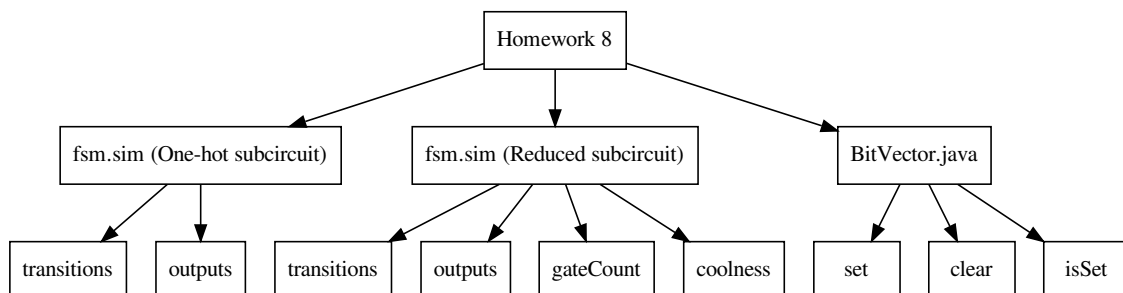 Homework 8
fsm.sim (One-hot subcircuit)
fsm.sim (Reduced subcircuit)
BitVector.java
transitions
outputs
transitions
outputs
gateCount
coolness
set
clear
isSet